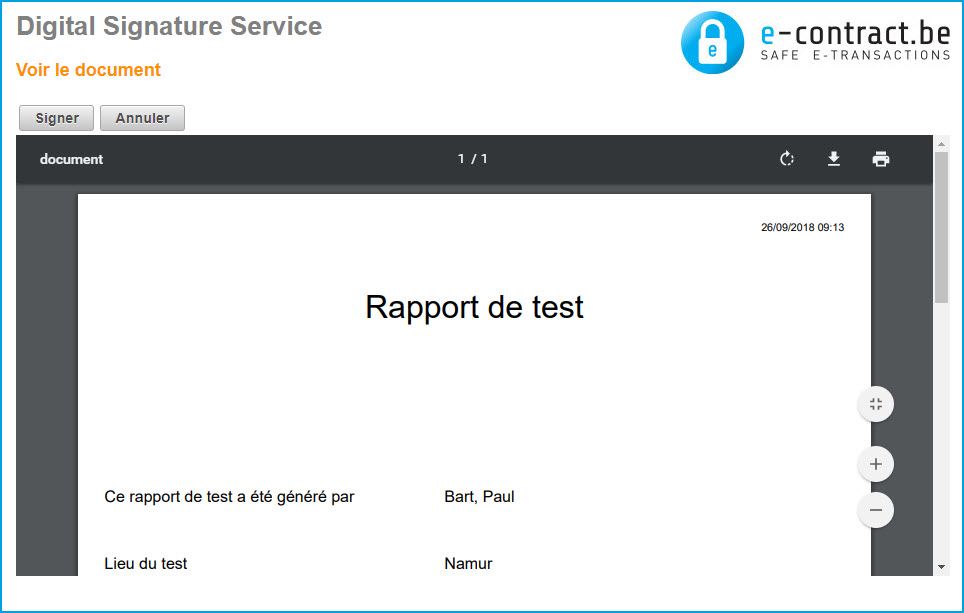 Digital Signature Service
e
e-contract.be
SAFE E-TRANSACTIONS
Voir le document
Signer Annuler
document 1 / 1
26/09/2018 09:13
Rapport de test
Ce rapport de test a été généré par Bart, Paul
Lieu du test Namur